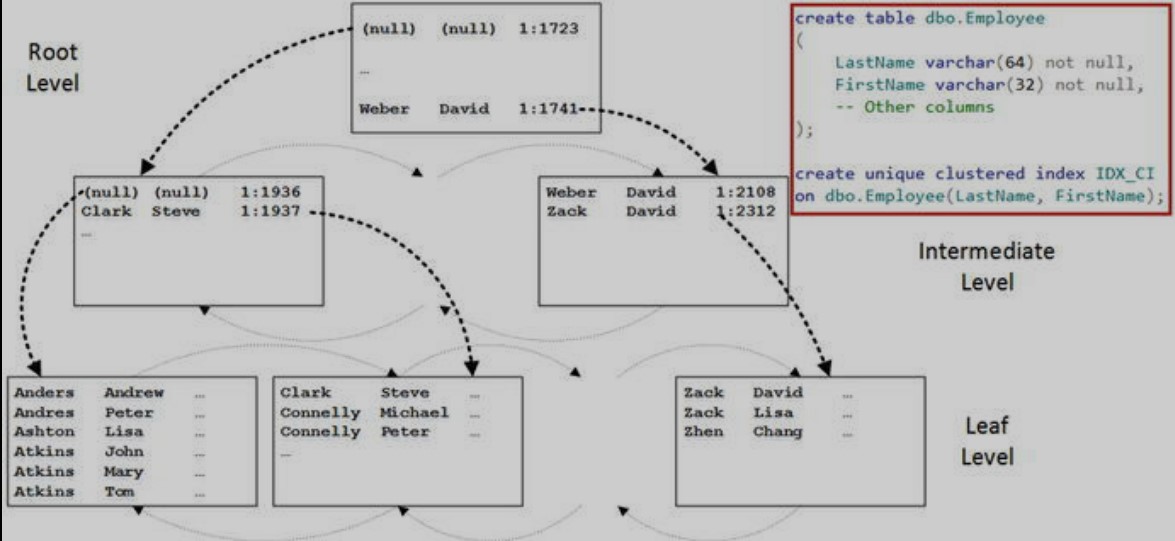 Root
Level
(null) (null) 1:1723
...
Weber David 1:1741
create table dbo.Employee
(
LastName varchar(64) not null,
FirstName varchar(32) not null,
-- Other columns
);
create unique clustered index IDX_CI
on dbo.Employee(LastName, FirstName);
(null) (null) 1:1936
Clark Steve 1:1937
...
Weber David 1:2108
Zack David 1:2312
Intermediate
Level
Anders Andrew ...
Andres Peter ...
Ashton Lisa ...
Atkins John ...
Atkins Mary ...
Atkins Tom ...
Clark Steve ...
Connelly Michael ...
Connelly Peter ...
...
Zack David ...
Zack Lisa ...
Zhen Chang ...
Leaf
Level